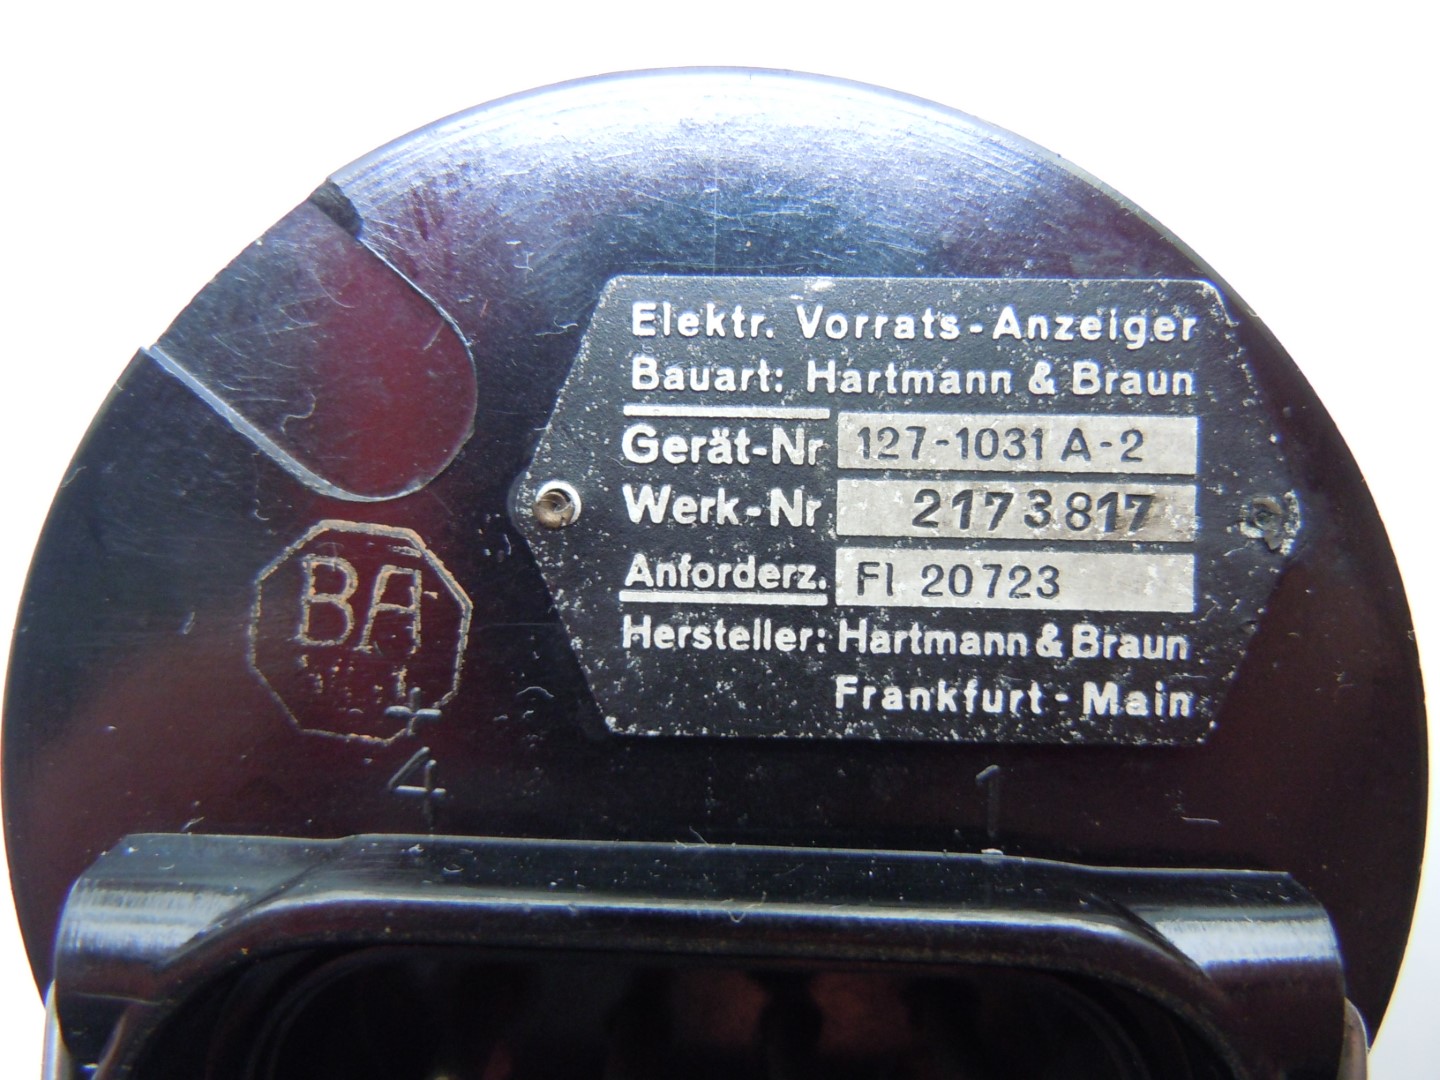 Elektr. Vorrats-Anzeiger
Bauart: Hartmann & Braun
Gerät-Nr 127-1031 A-2
Werk-Nr 2173817
Anforderz. Fl 20723
Hersteller: Hartmann & Braun
Frankfurt-Main
BA
4
4 1